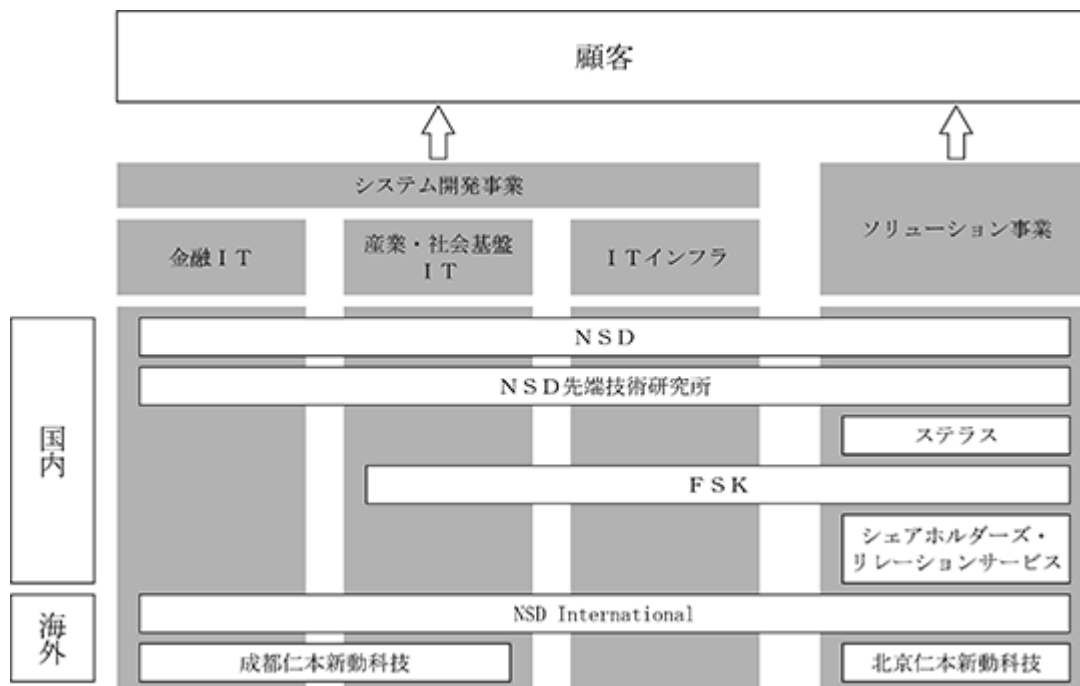 顧客
システム開発事業
ソリューション事業
金融ＩＴ
産業・社会基盤
ＩＴ
ＩＴインフラ
国内
ＮＳＤ
ＮＳＤ先端技術研究所
ステラス
ＦＳＫ
シェアホルダーズ・
リレーションサービス
海外
NSD International
成都仁本新動科技
北京仁本新動科技